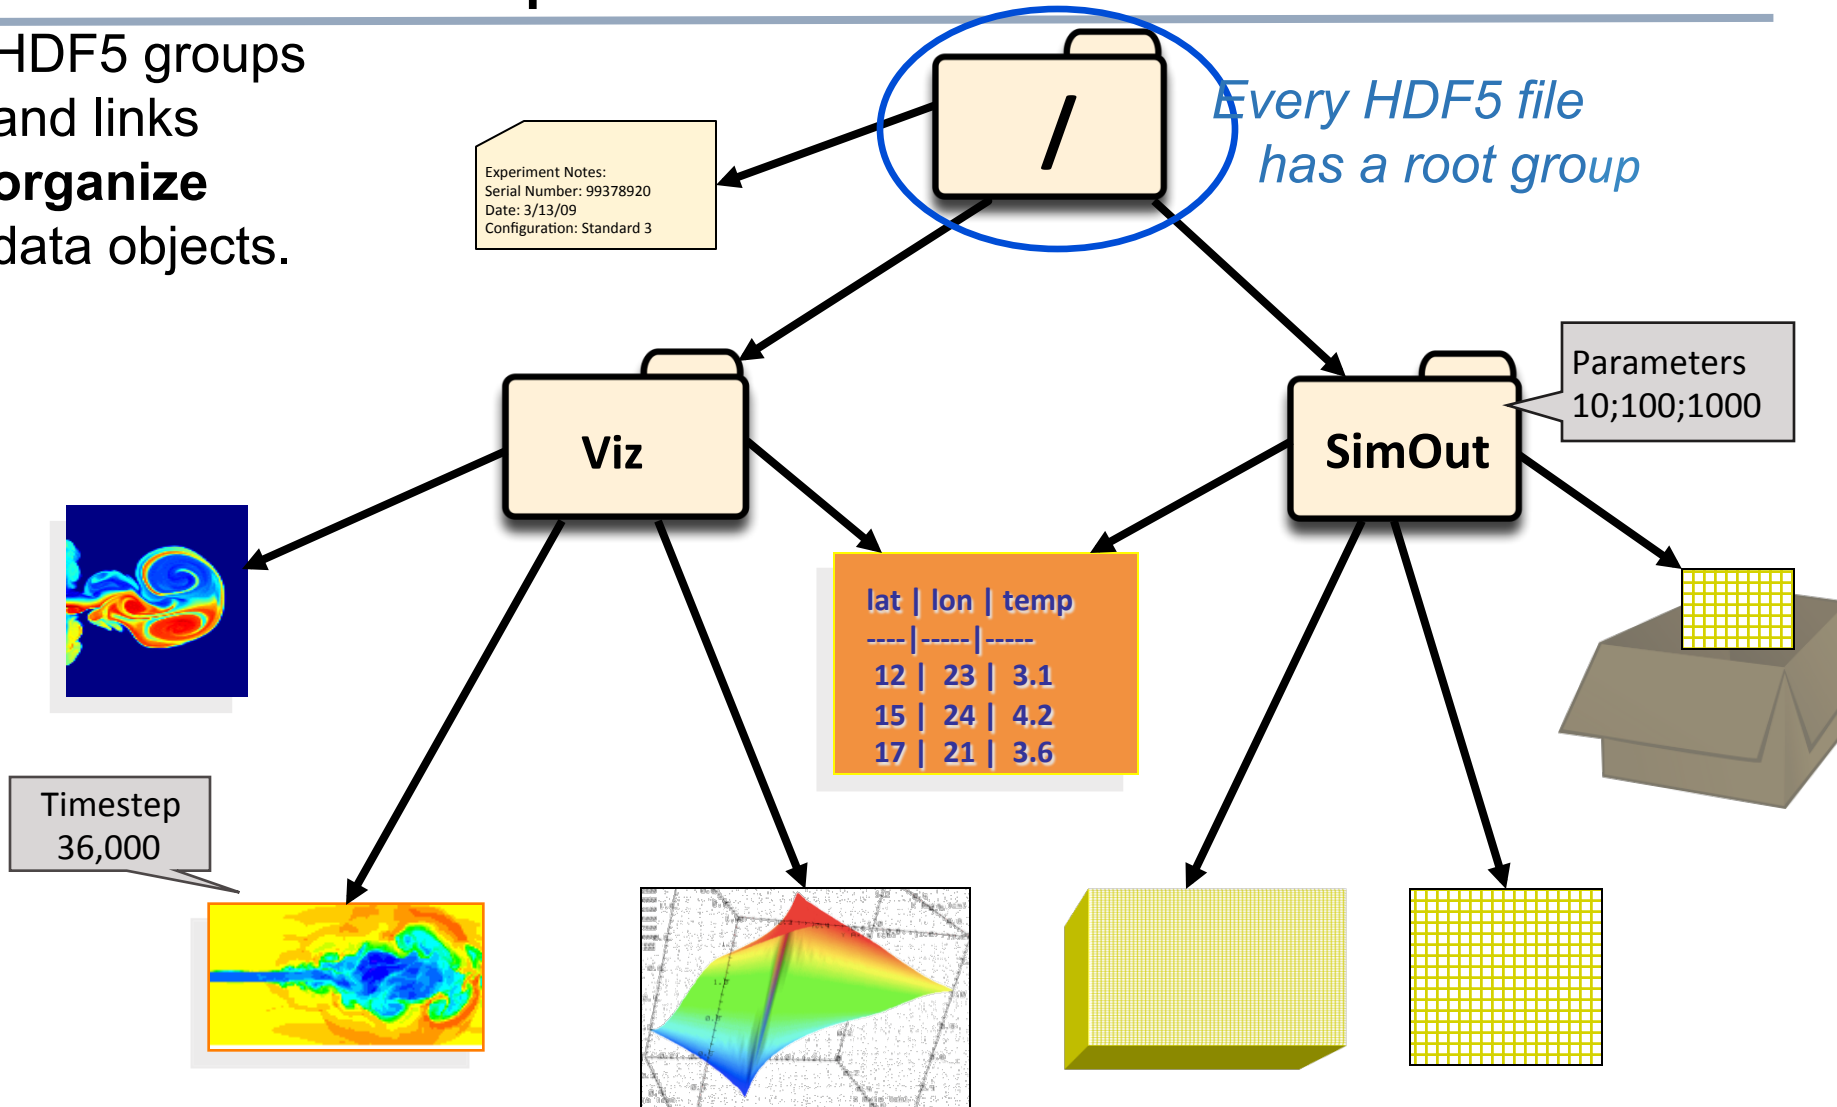 HDF5 groups
and links
organize
data objects.
/
Every HDF5 file
has a root group
Experiment Notes:
Serial Number: 99378920
Date: 3/13/09
Configuration: Standard 3
Parameters
10;100;1000
Viz
SimOut
lat | lon | temp
----|-----|-----
12 | 23 | 3.1
15 | 24 | 4.2
17 | 21 | 3.6
Timestep
36,000